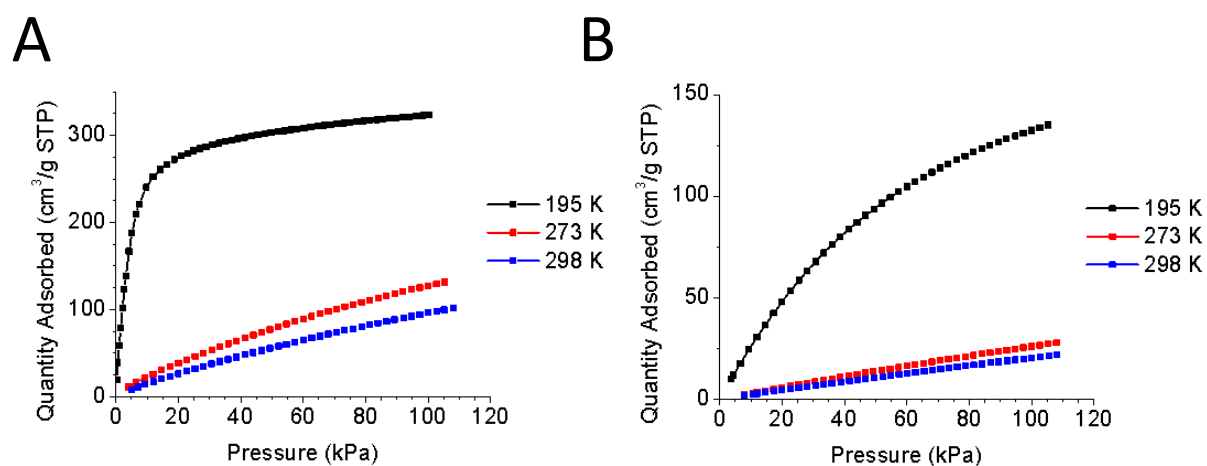 A
Quantity Adsorbed (cm³/g STP)
300
200
100
0
0 20 40 60 80 100 120
Pressure (kPa)
195 K
273 K
298 K
B
Quantity Adsorbed (cm³/g STP)
150
100
50
0
0 20 40 60 80 100 120
Pressure (kPa)
195 K
273 K
298 K